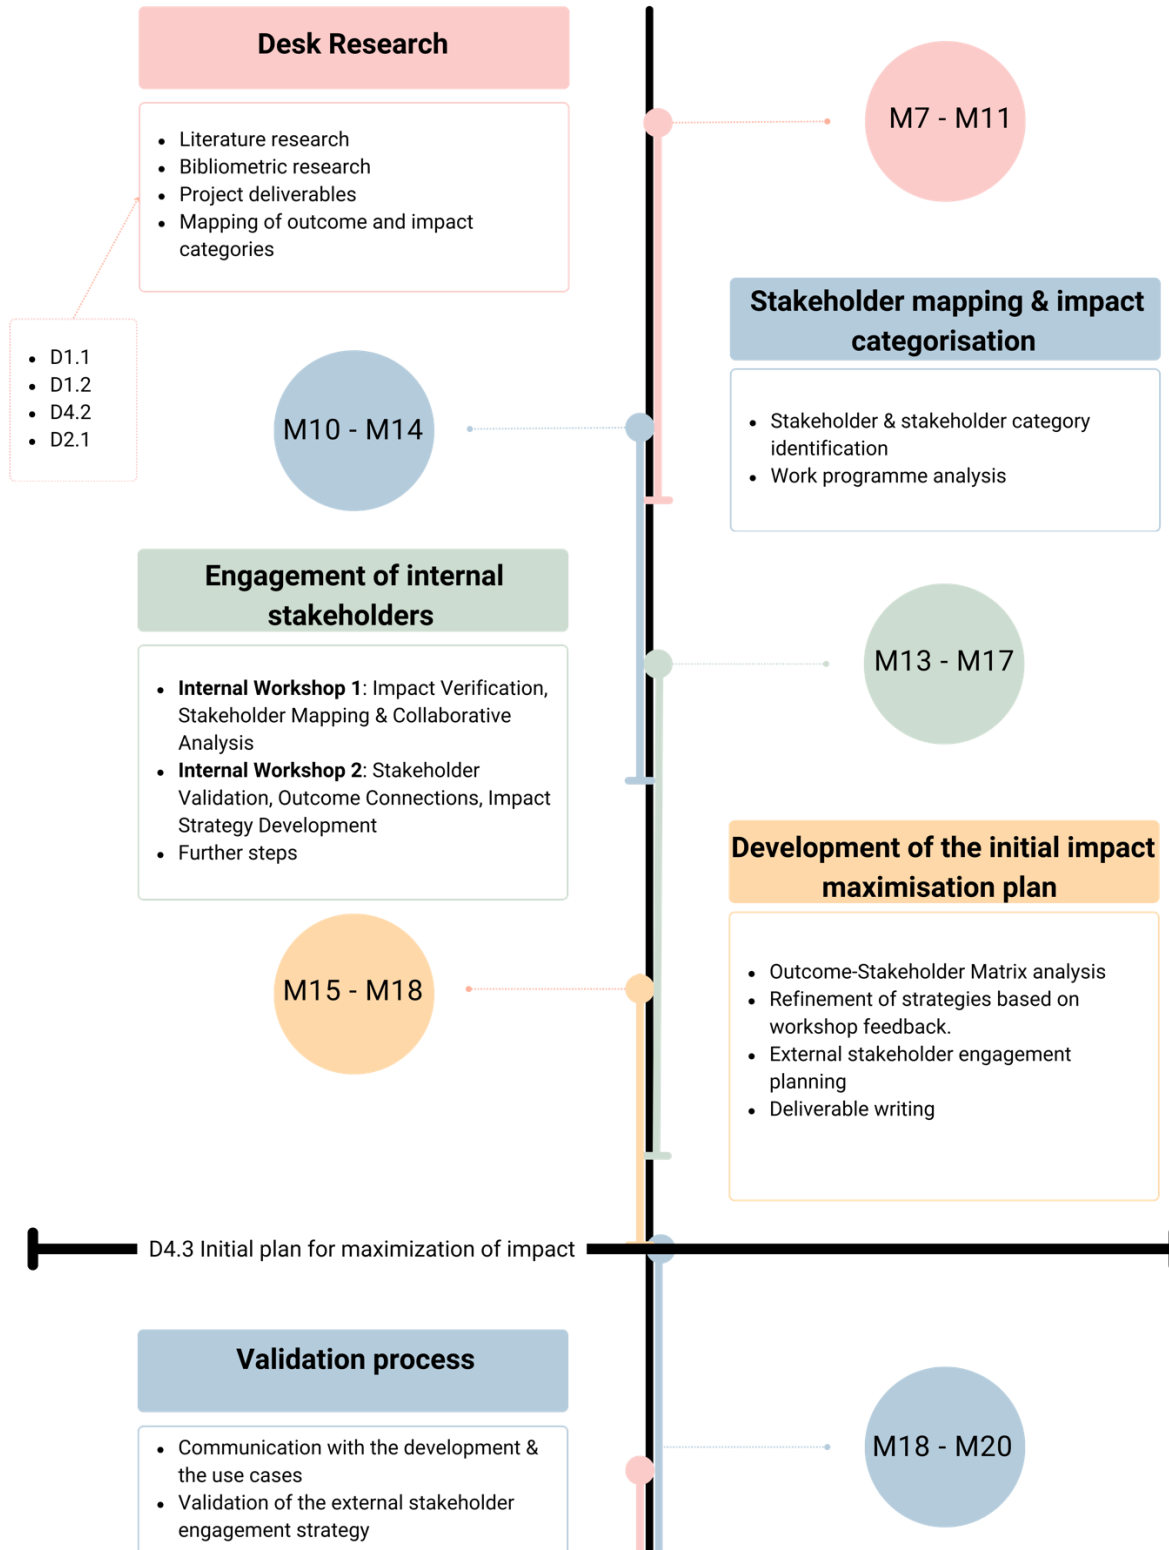 Desk Research
M7 - M11
• Literature research
• Bibliometric research
• Project deliverables
• Mapping of outcome and impact
categories
Stakeholder mapping & impact
categorisation
• D1.1
• D1.2
• D4.2
• D2.1
M10 - M14
• Stakeholder & stakeholder category
identification
• Work programme analysis
Engagement of internal
stakeholders
M13 - M17
• Internal Workshop 1: Impact Verification,
Stakeholder Mapping & Collaborative
Analysis
• Internal Workshop 2: Stakeholder
Validation, Outcome Connections, Impact
Strategy Development
• Further steps
Development of the initial impact
maximisation plan
M15 - M18
• Outcome-Stakeholder Matrix analysis
• Refinement of strategies based on
workshop feedback.
• External stakeholder engagement
planning
• Deliverable writing
D4.3 Initial plan for maximization of impact
Validation process
M18 - M20
• Communication with the development &
the use cases
• Validation of the external stakeholder
engagement strategy